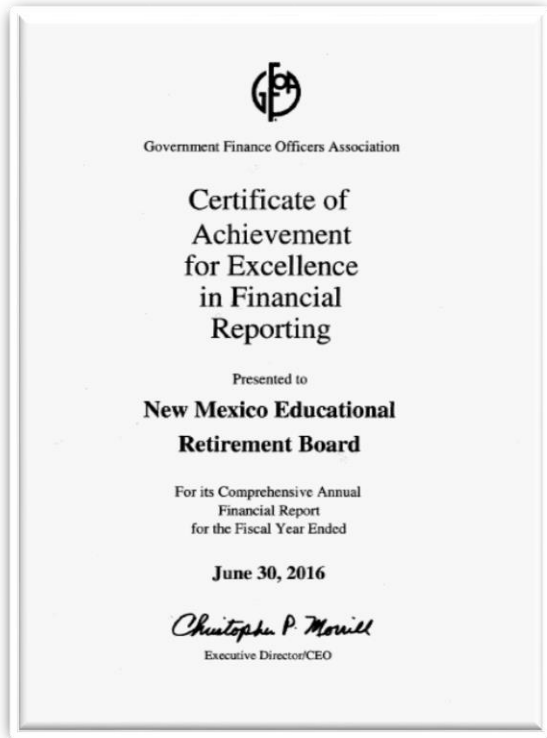 GFOA
Government Finance Officers Association
Certificate of
Achievement
for Excellence
in Financial
Reporting
Presented to
New Mexico Educational
Retirement Board
For its Comprehensive Annual
Financial Report
for the Fiscal Year Ended
June 30, 2016
Christopher P. Morrill
Executive Director/CEO